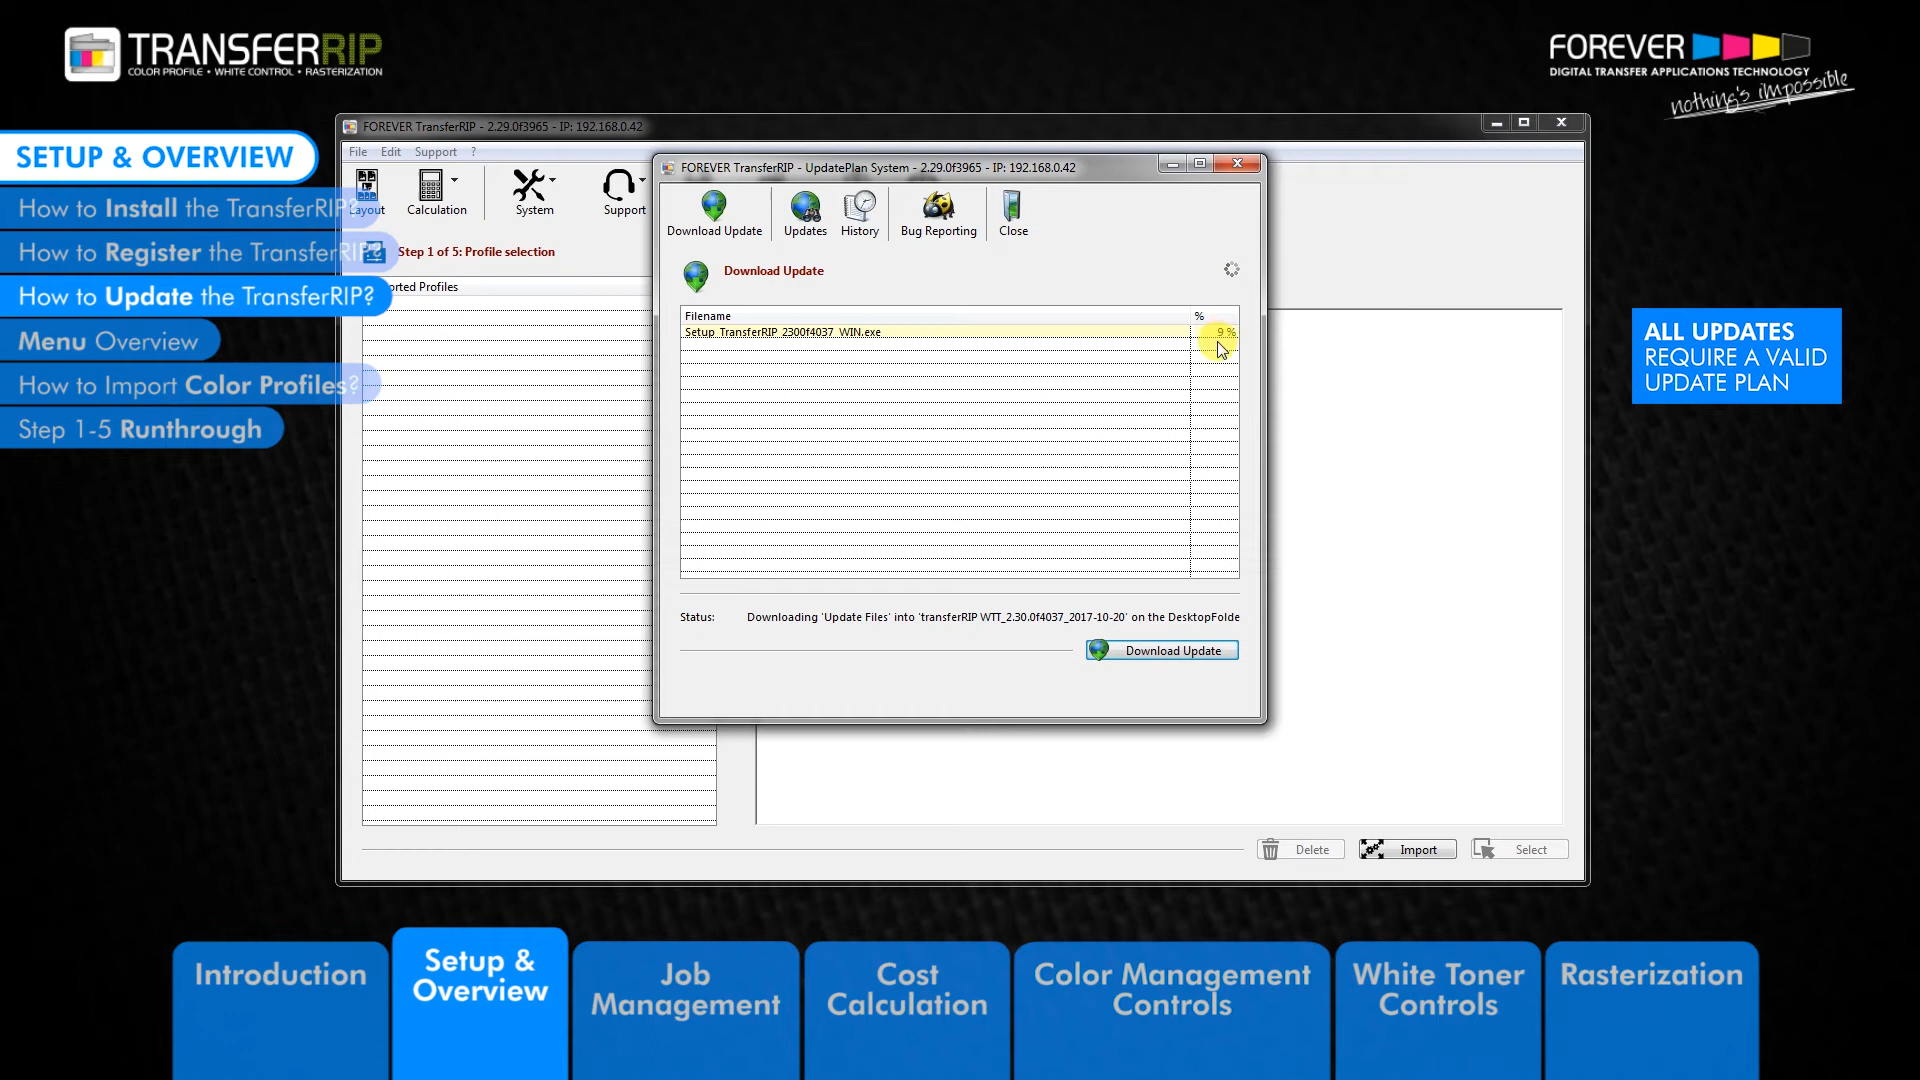 TRANSFERRIP
COLOR PROFILE • WHITE CONTROL • RASTERIZATION
FOREVER
DIGITAL TRANSFER APPLICATIONS TECHNOLOGY
nothing's impossible
SETUP & OVERVIEW
How to Install the TransferRIP?
How to Register the TransferRIP?
How to Update the TransferRIP?
Menu Overview
How to Import Color Profiles?
Step 1-5 Runthrough
FOREVER TransferRIP - 2.29.0f3965 - IP: 192.168.0.42
File Edit Support ?
Layout Calculation System Support
Step 1 of 5: Profile selection
orted Profiles
FOREVER TransferRIP - UpdatePlan System - 2.29.0f3965 - IP: 192.168.0.42
Download Update Updates History Bug Reporting Close
Download Update
Filename %
Setup_TransferRIP_2300f4037_WIN.exe 9 %
Status: Downloading 'Update Files' into 'transferRIP WTT_2.30.0f4037_2017-10-20' on the DesktopFolde
Download Update
Delete Import Select
ALL UPDATES
REQUIRE A VALID
UPDATE PLAN
Introduction
Setup &
Overview
Job
Management
Cost
Calculation
Color Management
Controls
White Toner
Controls
Rasterization